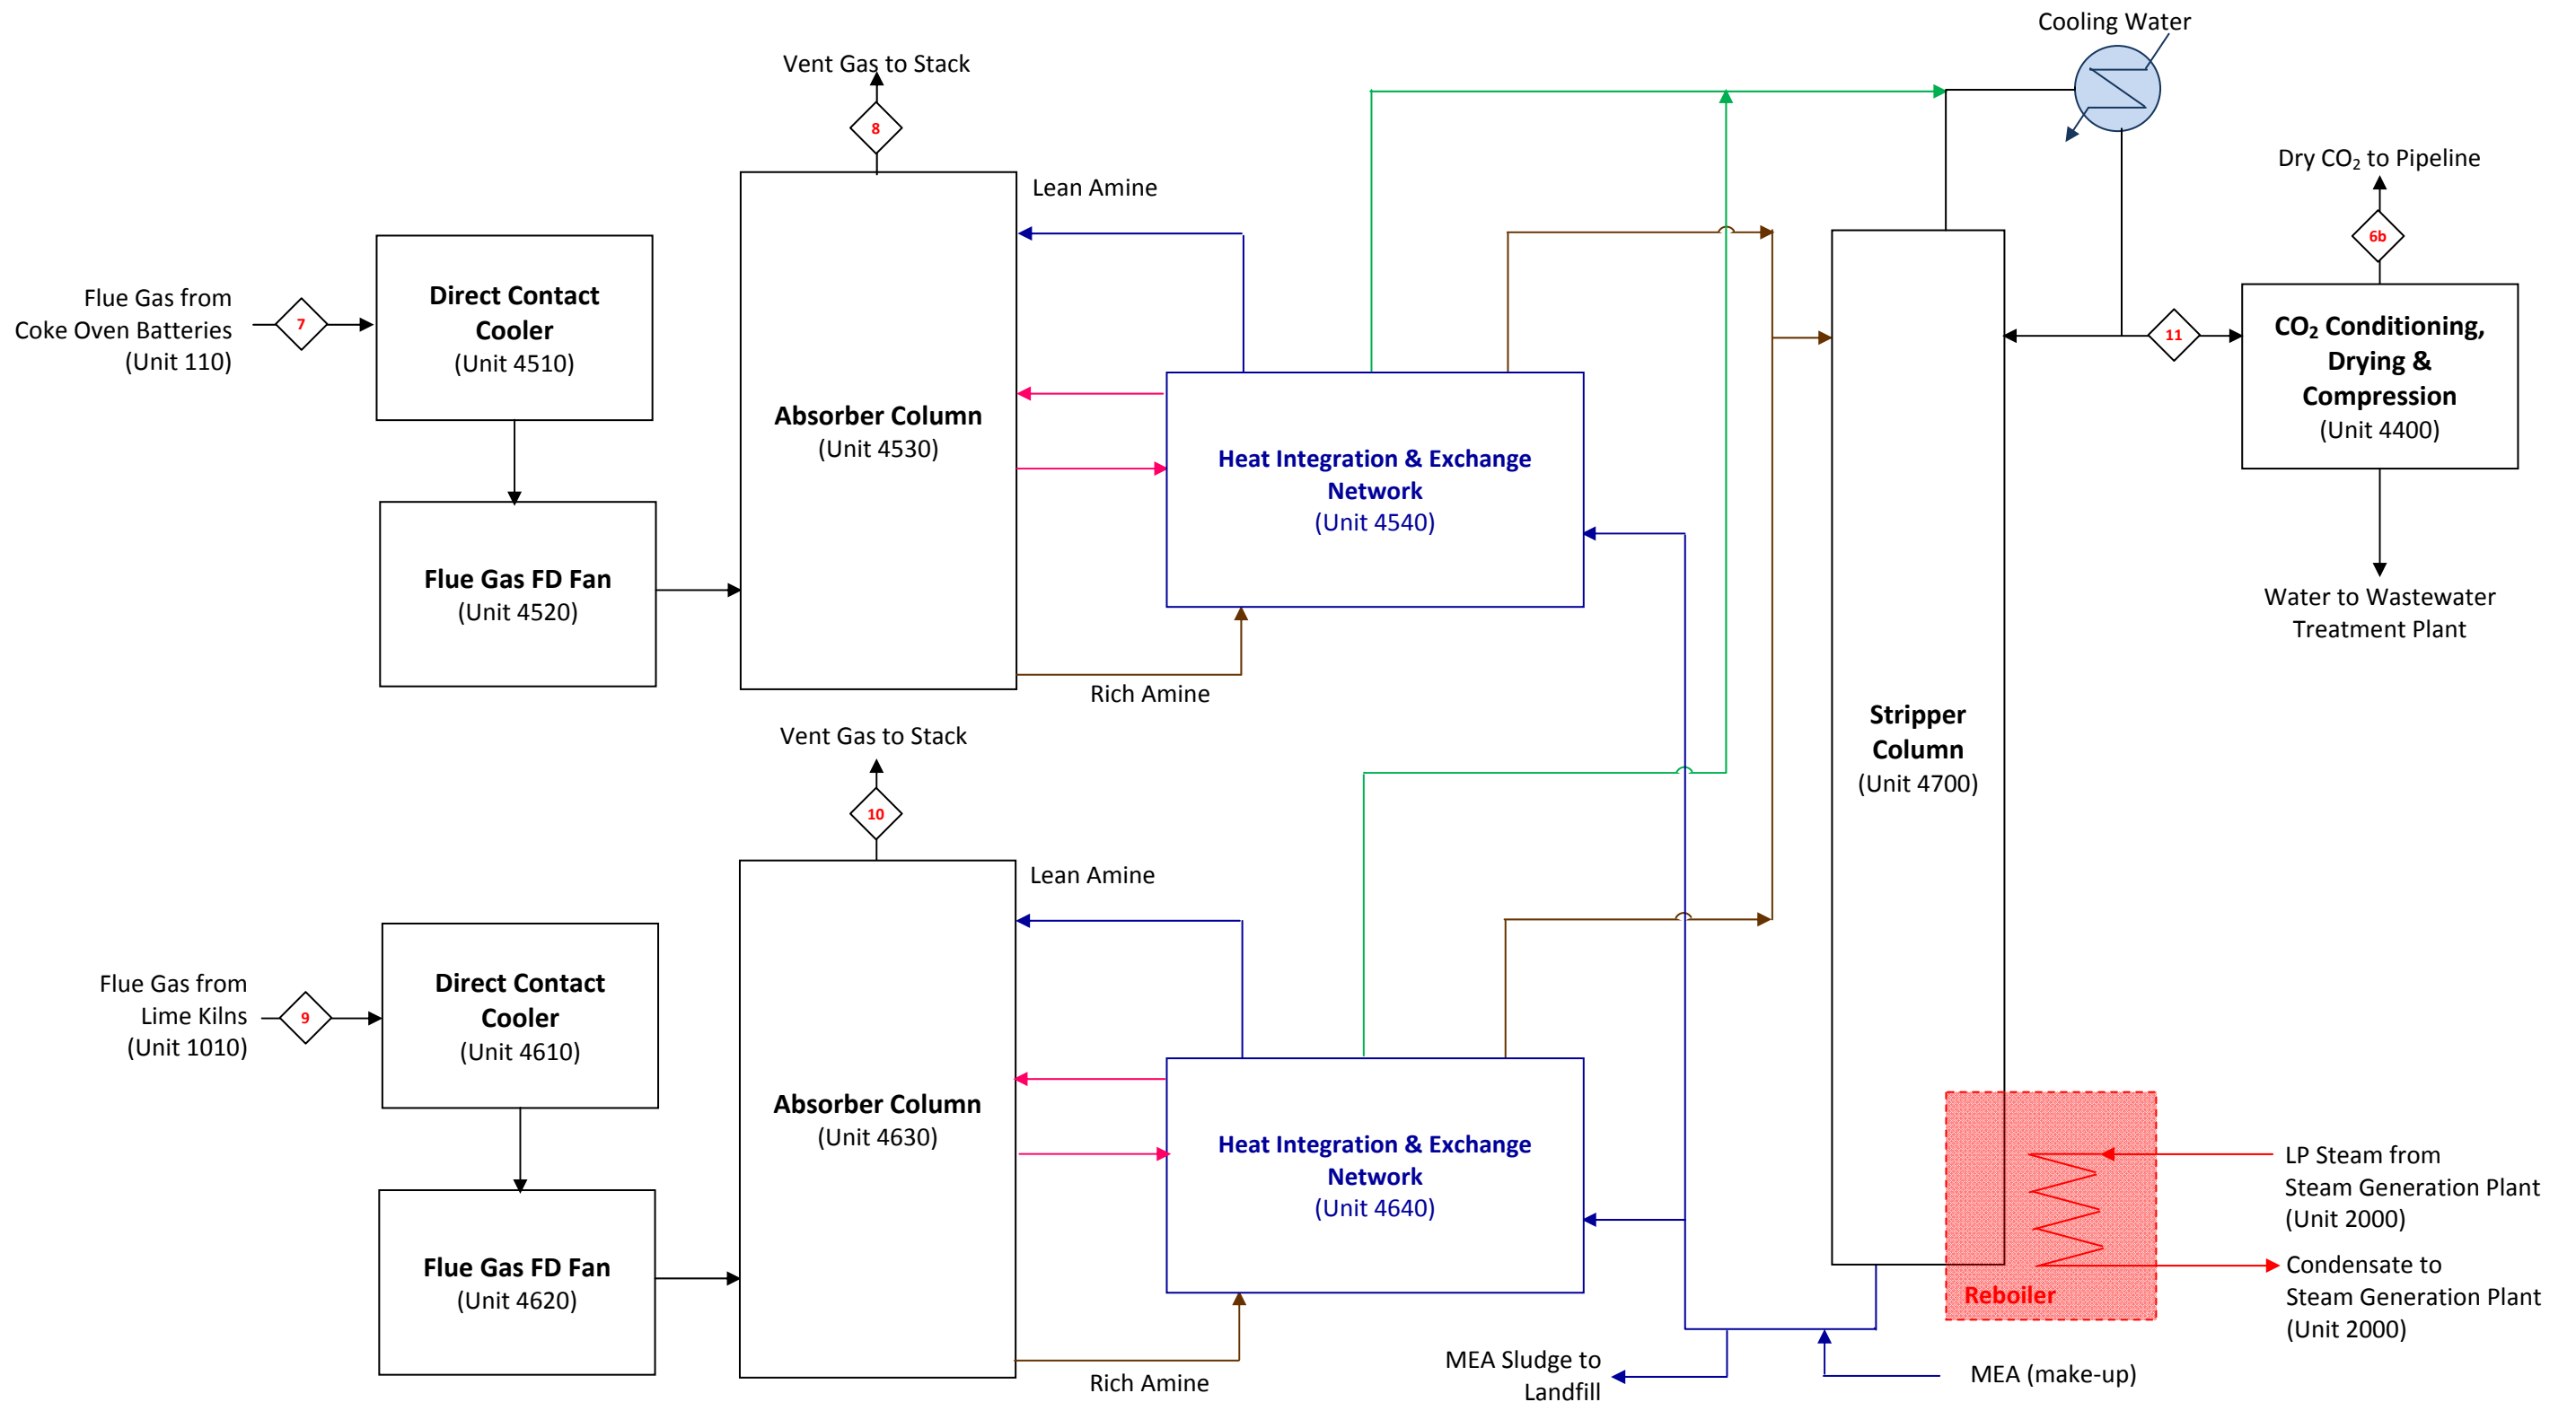 Cooling Water
Vent Gas to Stack
8
Dry CO₂ to Pipeline
6b
Lean Amine
Flue Gas from
Coke Oven Batteries
(Unit 110)
7
Direct Contact
Cooler
(Unit 4510)
Absorber Column
(Unit 4530)
Heat Integration & Exchange
Network
(Unit 4540)
11
CO₂ Conditioning,
Drying &
Compression
(Unit 4400)
Flue Gas FD Fan
(Unit 4520)
Water to Wastewater
Treatment Plant
Rich Amine
Stripper
Column
(Unit 4700)
Vent Gas to Stack
10
Lean Amine
Flue Gas from
Lime Kilns
(Unit 1010)
9
Direct Contact
Cooler
(Unit 4610)
Absorber Column
(Unit 4630)
Heat Integration & Exchange
Network
(Unit 4640)
LP Steam from
Steam Generation Plant
(Unit 2000)
Flue Gas FD Fan
(Unit 4620)
Reboiler
Condensate to
Steam Generation Plant
(Unit 2000)
Rich Amine
MEA Sludge to
Landfill
MEA (make-up)